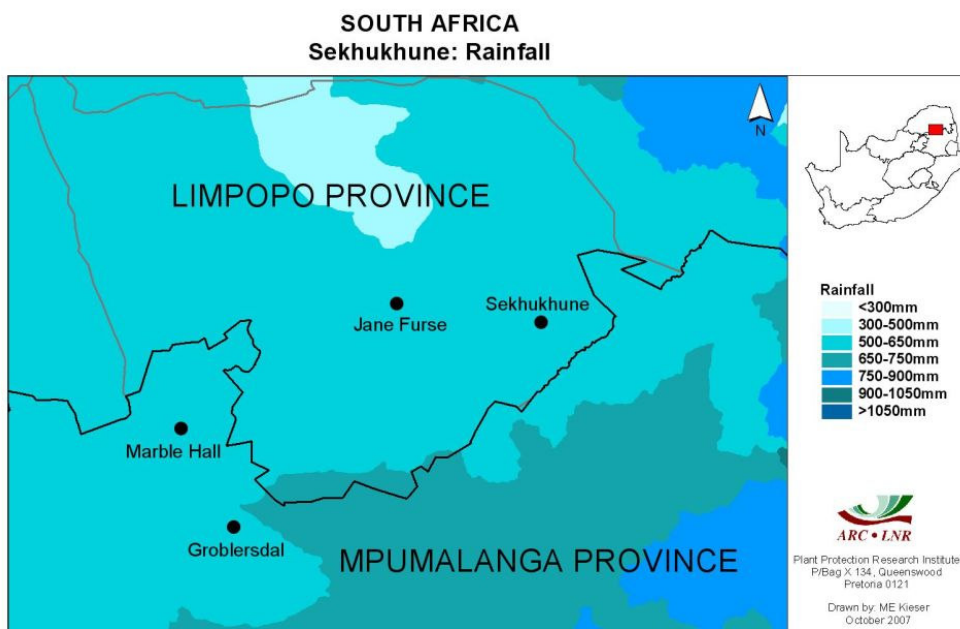 SOUTH AFRICA
Sekhukhune: Rainfall
N
LIMPOPO PROVINCE
Jane Furse
Sekhukhune
Marble Hall
Groblersdal
MPUMALANGA PROVINCE
Rainfall
<300mm
300-500mm
500-650mm
650-750mm
750-900mm
900-1050mm
>1050mm
ARC • LNR
Plant Protection Research Institute
P/Bag X 134, Queenswood
Pretoria 0121
Drawn by: ME Kieser
October 2007